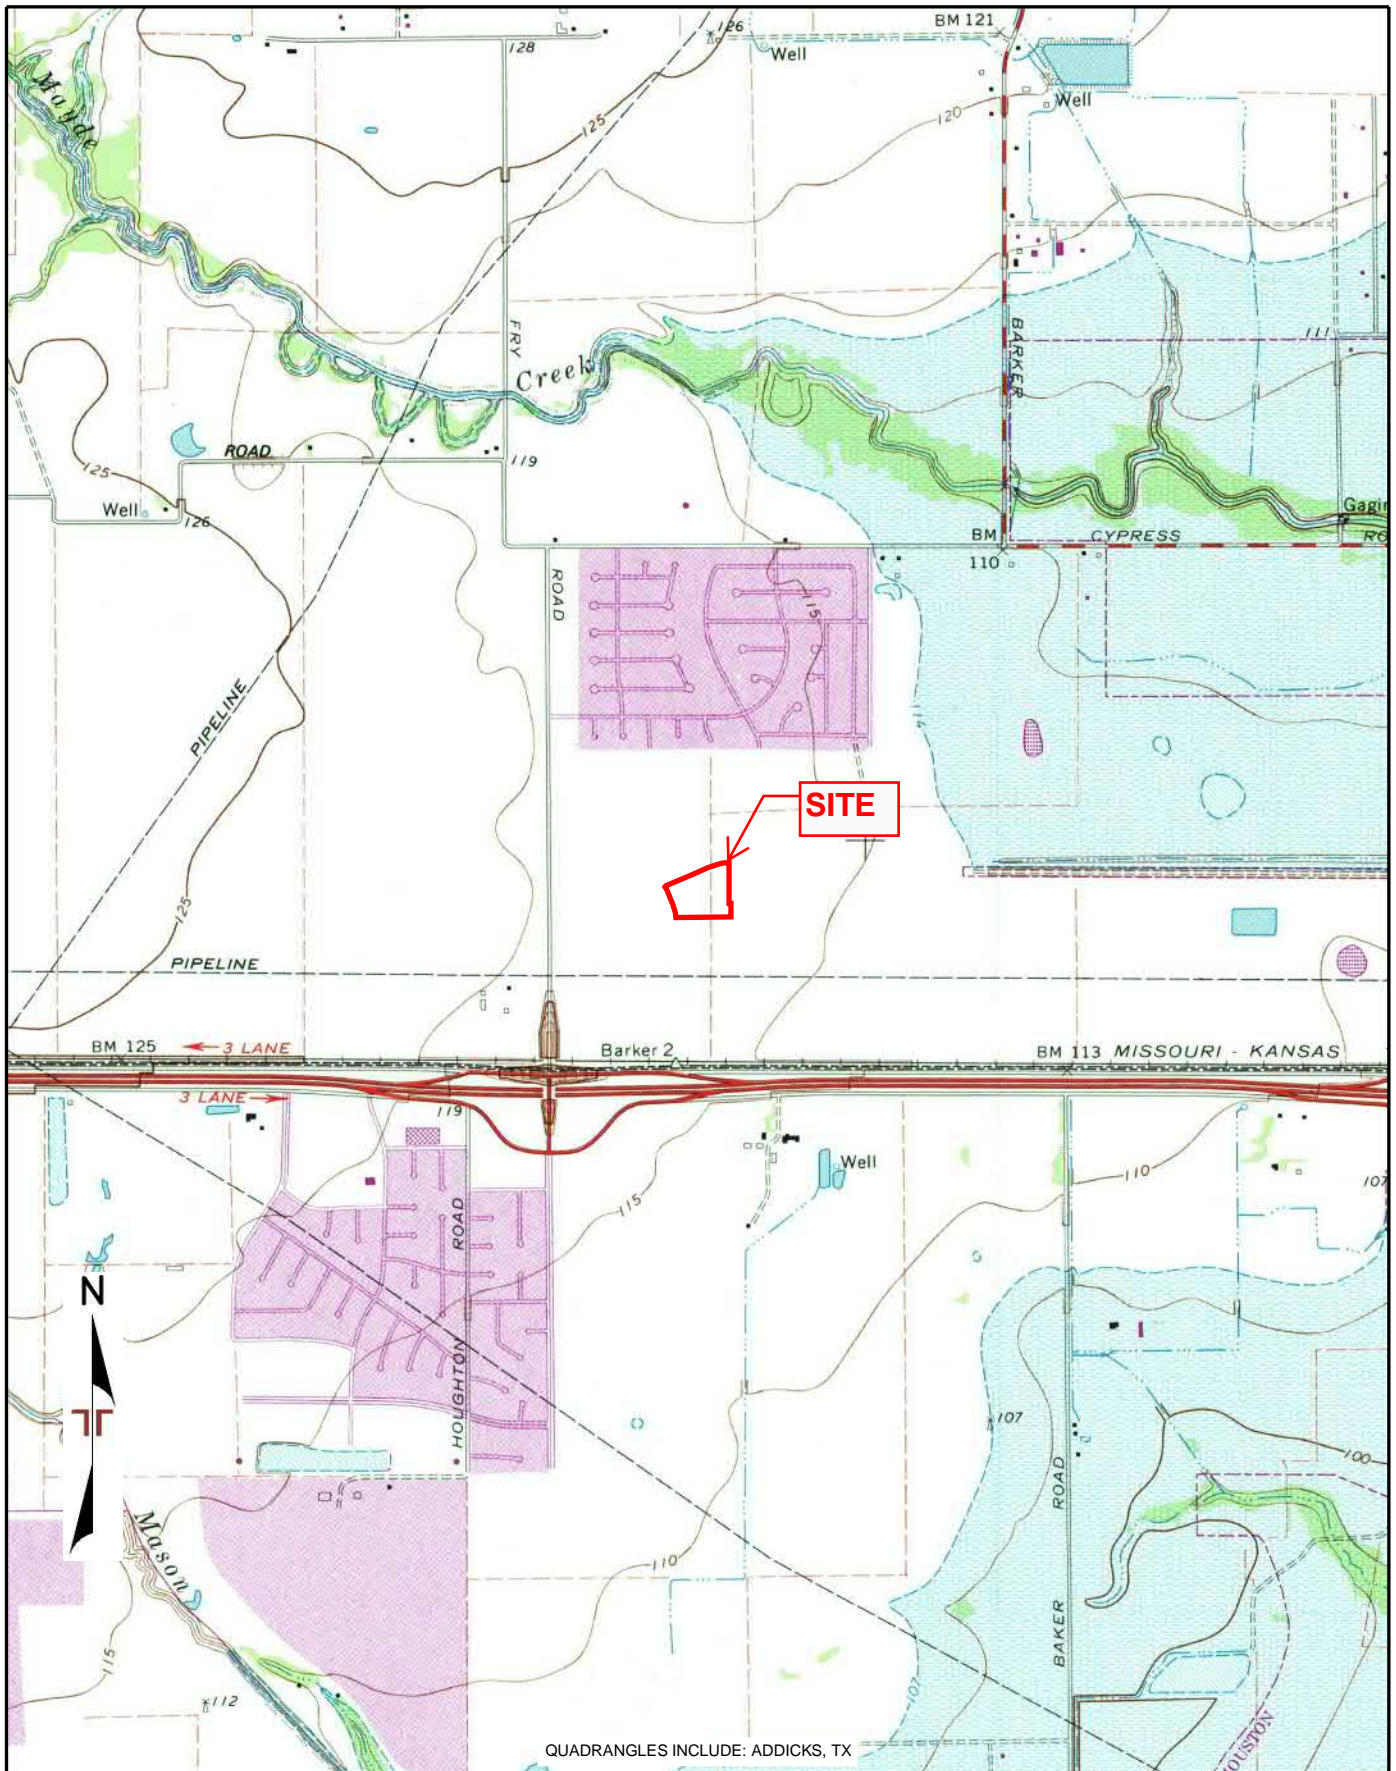 BM 121
126
128
Well
Mayde
Well
125
120
FRY
BARKER
111
Creek
ROAD
119
125
Well
126
BM
110
CYPRESS
ROAD
115
PIPELINE
SITE
125
PIPELINE
BM 125
3 LANE
Barker 2
BM 113 MISSOURI - KANSAS
3 LANE
119
Well
110
107
115
ROAD
N
HOUGHTON
107
100
ROAD
Mason
110
BAKER
115
107
112
HOUSTON
QUADRANGLES INCLUDE: ADDICKS, TX